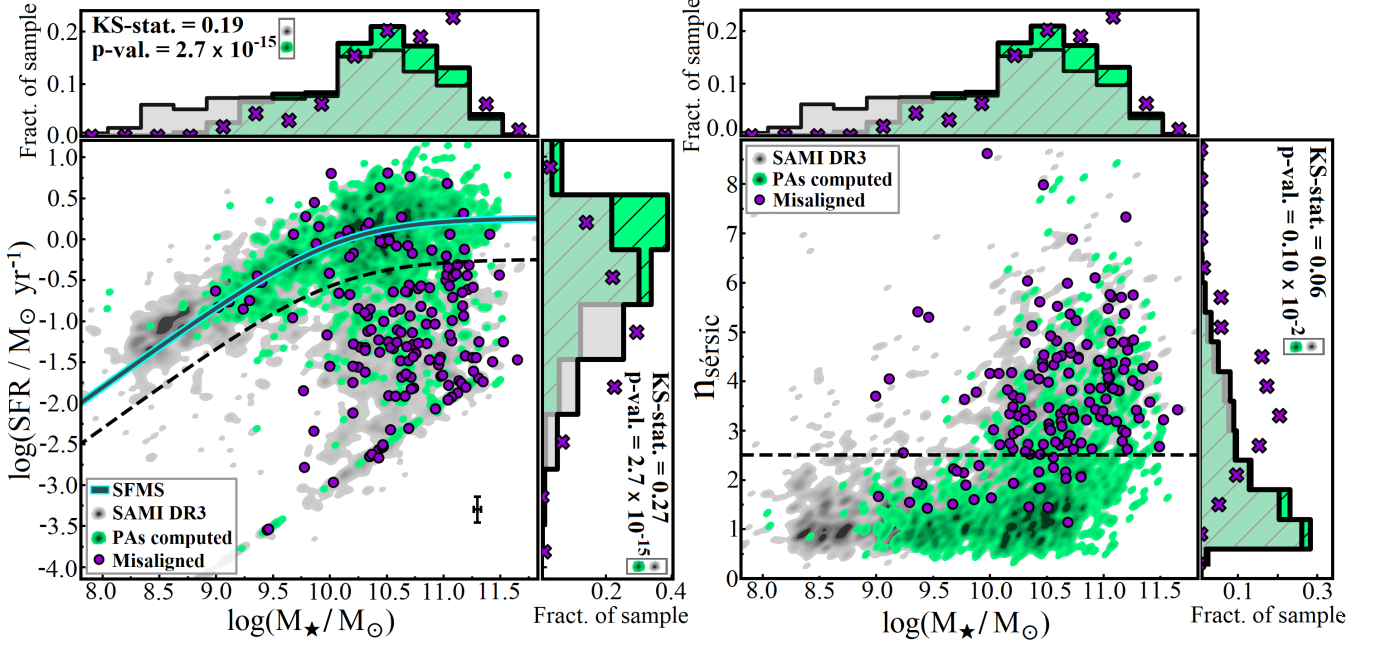 Fract. of sample
0.2
0.1
0.0
KS-stat. = 0.19
p-val. = 2.7 x 10-15
log(SFR / M⊙ yr-1)
1.0
0.5
0.0
-0.5
-1.0
-1.5
-2.0
-2.5
-3.0
-3.5
-4.0
SFMS
SAMI DR3
PAs computed
Misaligned
8.0 8.5 9.0 9.5 10.0 10.5 11.0 11.5
log(M★/ M⊙)
KS-stat. = 0.27
p-val. = 2.7 x 10-15
0.2 0.4
Fract. of sample
Fract. of sample
0.2
0.1
0.0
nsérsic
8
7
6
5
4
3
2
1
0
SAMI DR3
PAs computed
Misaligned
8.0 8.5 9.0 9.5 10.0 10.5 11.0 11.5
log(M★/ M⊙)
KS-stat. = 0.06
p-val. = 0.10 x 10-2
0.1 0.3
Fract. of sample